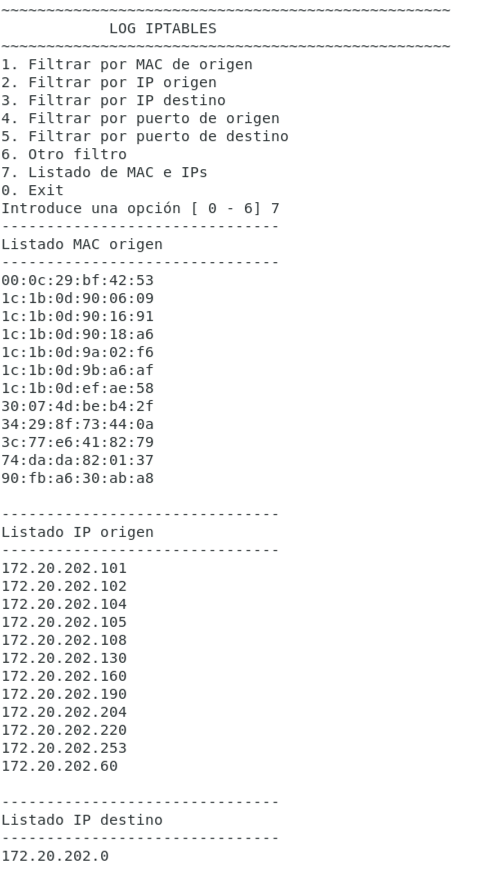 ~~~~~~~~~~~~~~~~~~~~~~~~~~~~~~~~~~~~~~~~~~~~~~~~~~
LOG IPTABLES
~~~~~~~~~~~~~~~~~~~~~~~~~~~~~~~~~~~~~~~~~~~~~~~~~~
1. Filtrar por MAC de origen
2. Filtrar por IP origen
3. Filtrar por IP destino
4. Filtrar por puerto de origen
5. Filtrar por puerto de destino
6. Otro filtro
7. Listado de MAC e IPs
0. Exit
Introduce una opción [ 0 - 6] 7
-------------------------------
Listado MAC origen
-------------------------------
00:0c:29:bf:42:53
1c:1b:0d:90:06:09
1c:1b:0d:90:16:91
1c:1b:0d:90:18:a6
1c:1b:0d:9a:02:f6
1c:1b:0d:9b:a6:af
1c:1b:0d:ef:ae:58
30:07:4d:be:b4:2f
34:29:8f:73:44:0a
3c:77:e6:41:82:79
74:da:da:82:01:37
90:fb:a6:30:ab:a8
-------------------------------
Listado IP origen
-------------------------------
172.20.202.101
172.20.202.102
172.20.202.104
172.20.202.105
172.20.202.108
172.20.202.130
172.20.202.160
172.20.202.190
172.20.202.204
172.20.202.220
172.20.202.253
172.20.202.60
-------------------------------
Listado IP destino
-------------------------------
172.20.202.0